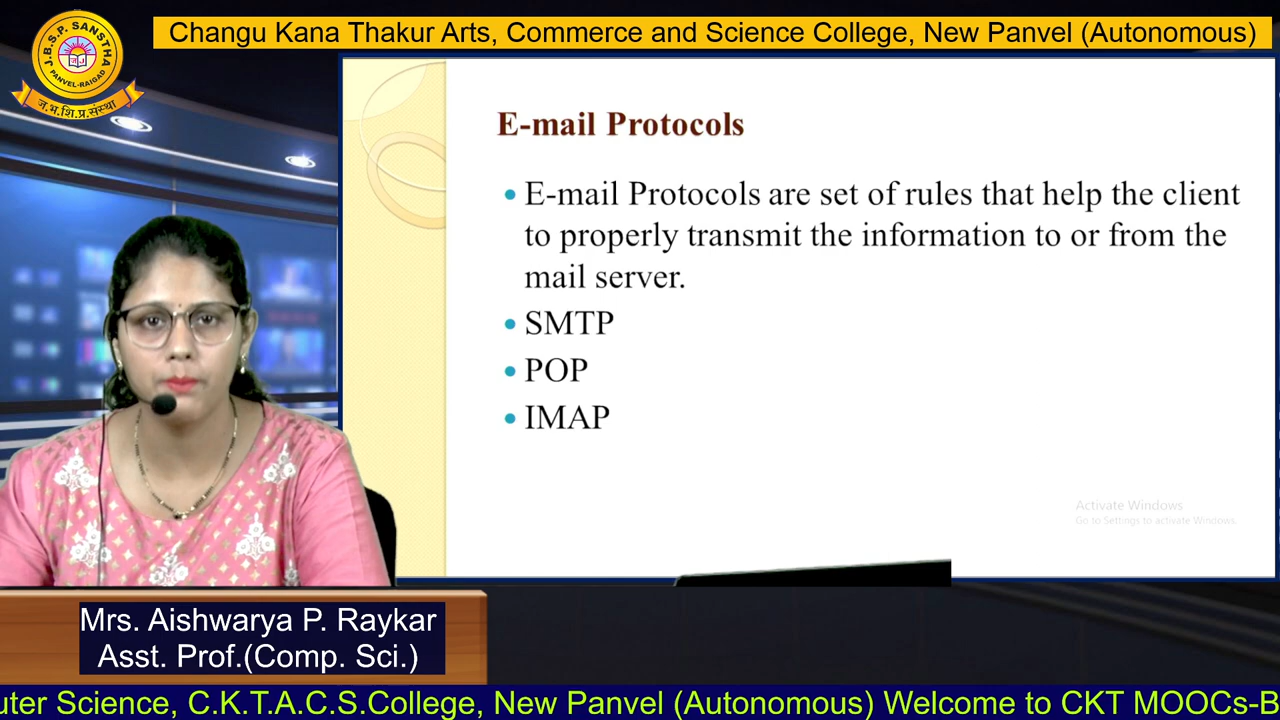 Changu Kana Thakur Arts, Commerce and Science College, New Panvel (Autonomous)
J.B.S.P. SANSTHA
PANVEL-RAIGAD
ज.भ.शि.प्र.संस्था
E-mail Protocols
• E-mail Protocols are set of rules that help the client
to properly transmit the information to or from the
mail server.
• SMTP
• POP
• IMAP
Activate Windows
Go to Settings to activate Windows.
Mrs. Aishwarya P. Raykar
Asst. Prof.(Comp. Sci.)
uter Science, C.K.T.A.C.S.College, New Panvel (Autonomous) Welcome to CKT MOOCs-B